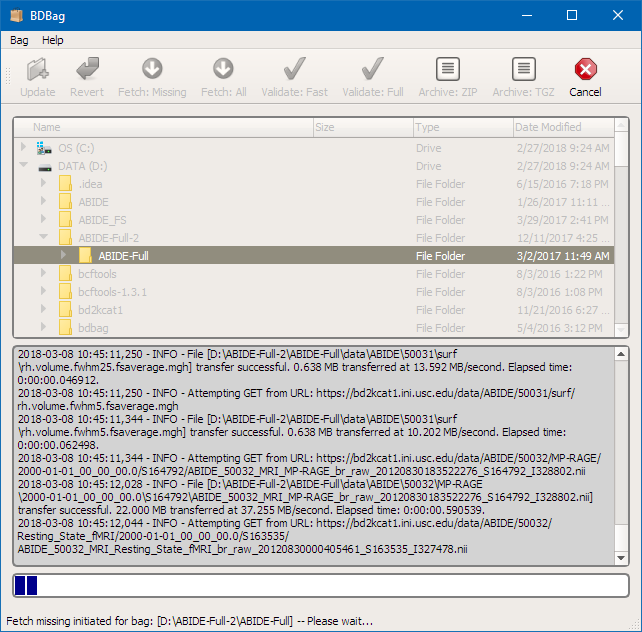 BDBag
Bag Help
Update Revert Fetch: Missing Fetch: All Validate: Fast Validate: Full Archive: ZIP Archive: TGZ Cancel
Name Size Type Date Modified
OS (C:) Drive 2/27/2018 9:24 AM
DATA (D:) Drive 2/27/2018 9:24 AM
.idea File Folder 6/15/2016 7:18 PM
ABIDE File Folder 1/26/2017 11:11 ...
ABIDE_FS File Folder 3/29/2017 2:41 PM
ABIDE-Full-2 File Folder 12/11/2017 4:25 ...
ABIDE-Full File Folder 3/2/2017 11:49 AM
bcftools File Folder 8/3/2016 1:22 PM
bcftools-1.3.1 File Folder 8/3/2016 1:08 PM
bd2kcat1 File Folder 11/21/2016 6:27 ...
bdbag File Folder 5/4/2016 3:12 PM
2018-03-08 10:45:11,250 - INFO - File [D:\ABIDE-Full-2\ABIDE-Full\data\ABIDE\50031\surf
\rh.volume.fwhm25.fsaverage.mgh] transfer successful. 0.638 MB transferred at 13.592 MB/second. Elapsed time:
0:00:00.046912.
2018-03-08 10:45:11,250 - INFO - Attempting GET from URL: https://bd2kcat1.ini.usc.edu/data/ABIDE/50031/surf/
rh.volume.fwhm5.fsaverage.mgh
2018-03-08 10:45:11,344 - INFO - File [D:\ABIDE-Full-2\ABIDE-Full\data\ABIDE\50031\surf
\rh.volume.fwhm5.fsaverage.mgh] transfer successful. 0.638 MB transferred at 10.202 MB/second. Elapsed time:
0:00:00.062498.
2018-03-08 10:45:11,344 - INFO - Attempting GET from URL: https://bd2kcat1.ini.usc.edu/data/ABIDE/50032/MP-RAGE/
2000-01-01_00_00_00.0/S164792/ABIDE_50032_MRI_MP-RAGE_br_raw_20120830183522276_S164792_I328802.nii
2018-03-08 10:45:12,028 - INFO - File [D:\ABIDE-Full-2\ABIDE-Full\data\ABIDE\50032\MP-RAGE
\2000-01-01_00_00_00.0\S164792\ABIDE_50032_MRI_MP-RAGE_br_raw_20120830183522276_S164792_I328802.nii]
transfer successful. 22.000 MB transferred at 37.255 MB/second. Elapsed time: 0:00:00.590539.
2018-03-08 10:45:12,044 - INFO - Attempting GET from URL: https://bd2kcat1.ini.usc.edu/data/ABIDE/50032/
Resting_State_fMRI/2000-01-01_00_00_00.0/S163535/
ABIDE_50032_MRI_Resting_State_fMRI_br_raw_20120830000405461_S163535_I327478.nii
Fetch missing initiated for bag: [D:\ABIDE-Full-2\ABIDE-Full] -- Please wait...